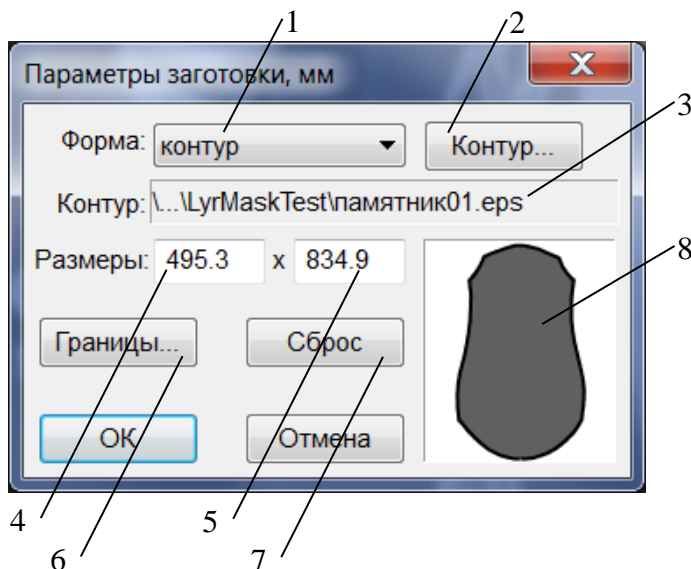 1 2
Параметры заготовки, мм X
3
Форма: контур Контур...
Контур: \...\LyrMaskTest\памятник01.eps
Размеры: 495.3 x 834.9
8
Границы... Сброс
ОК Отмена
4 5
6 7